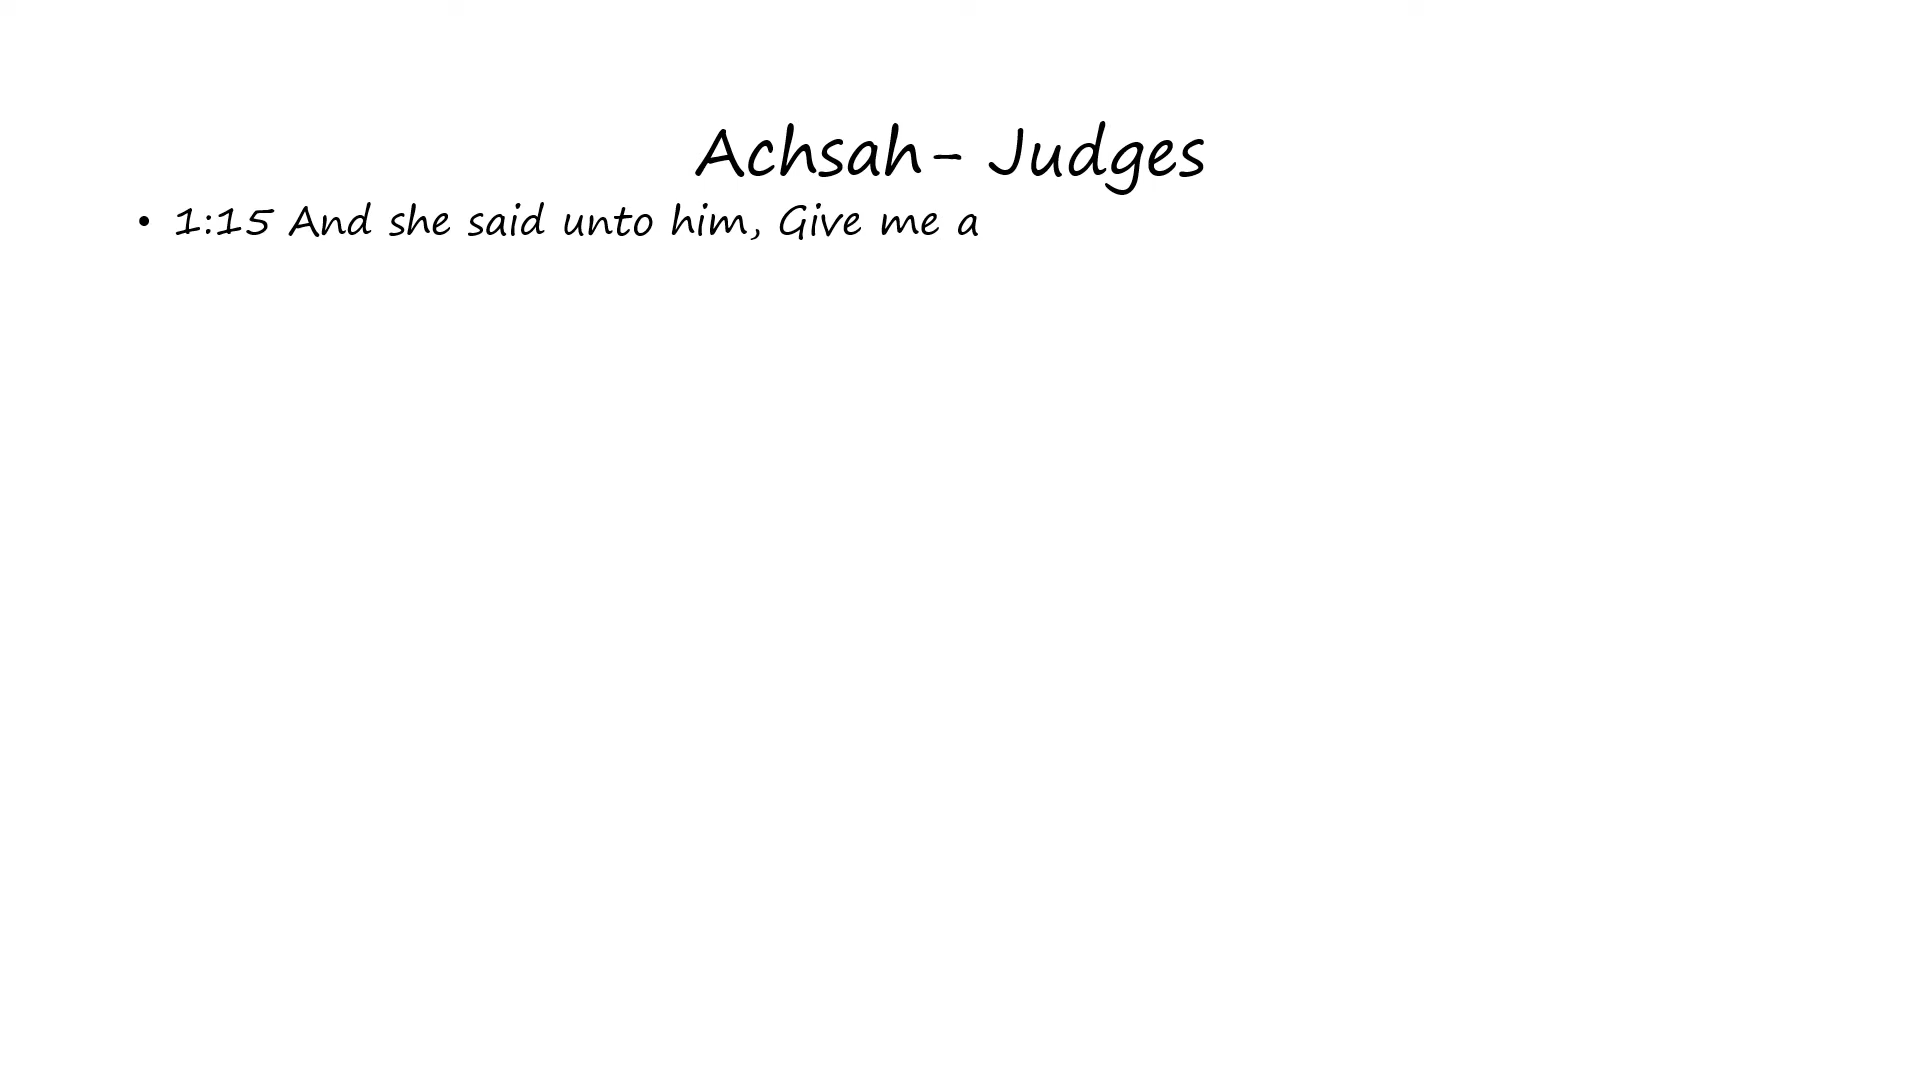 Achsah- Judges
• 1:15 And she said unto him, Give me a